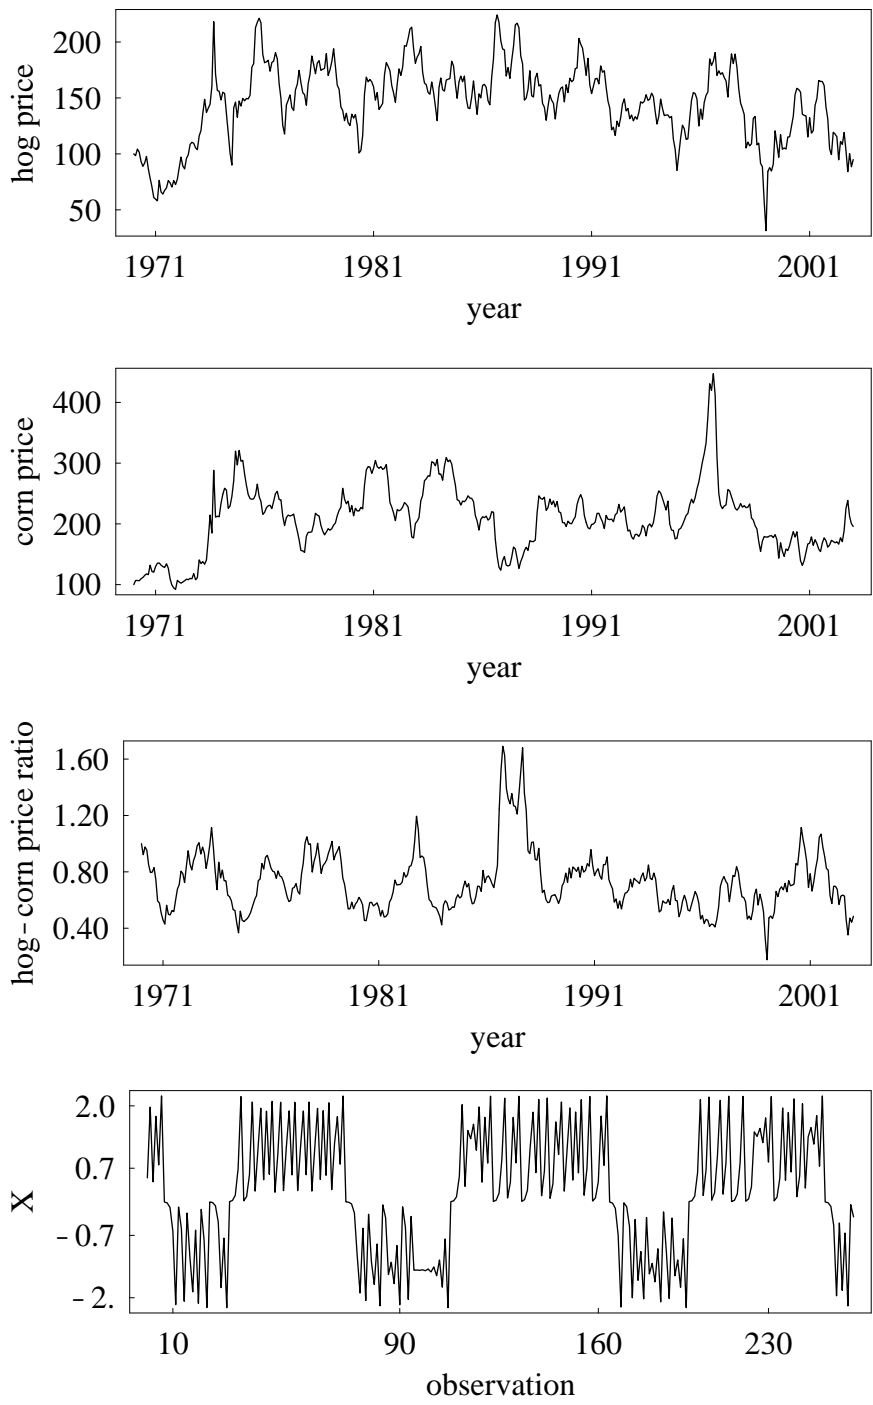 hog price
200
150
100
50
1971 1981 1991 2001
year
corn price
400
300
200
100
1971 1981 1991 2001
year
hog-corn price ratio
1.60
1.20
0.80
0.40
1971 1981 1991 2001
year
X
2.0
0.7
-0.7
-2.
10 90 160 230
observation